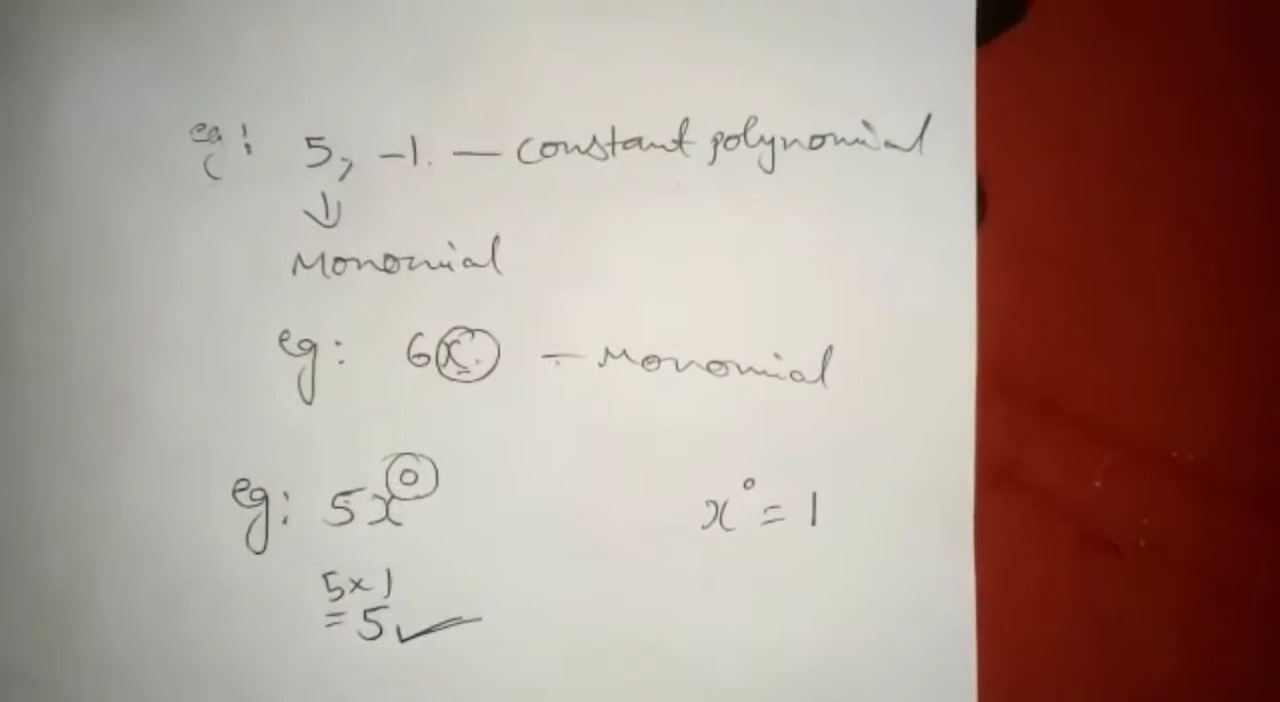 eg: 5, -1. — constant polynomial
↓
Monomial
eg: 6x. — Monomial
eg: 5x⁰ x⁰ = 1
5×1
= 5 ✓